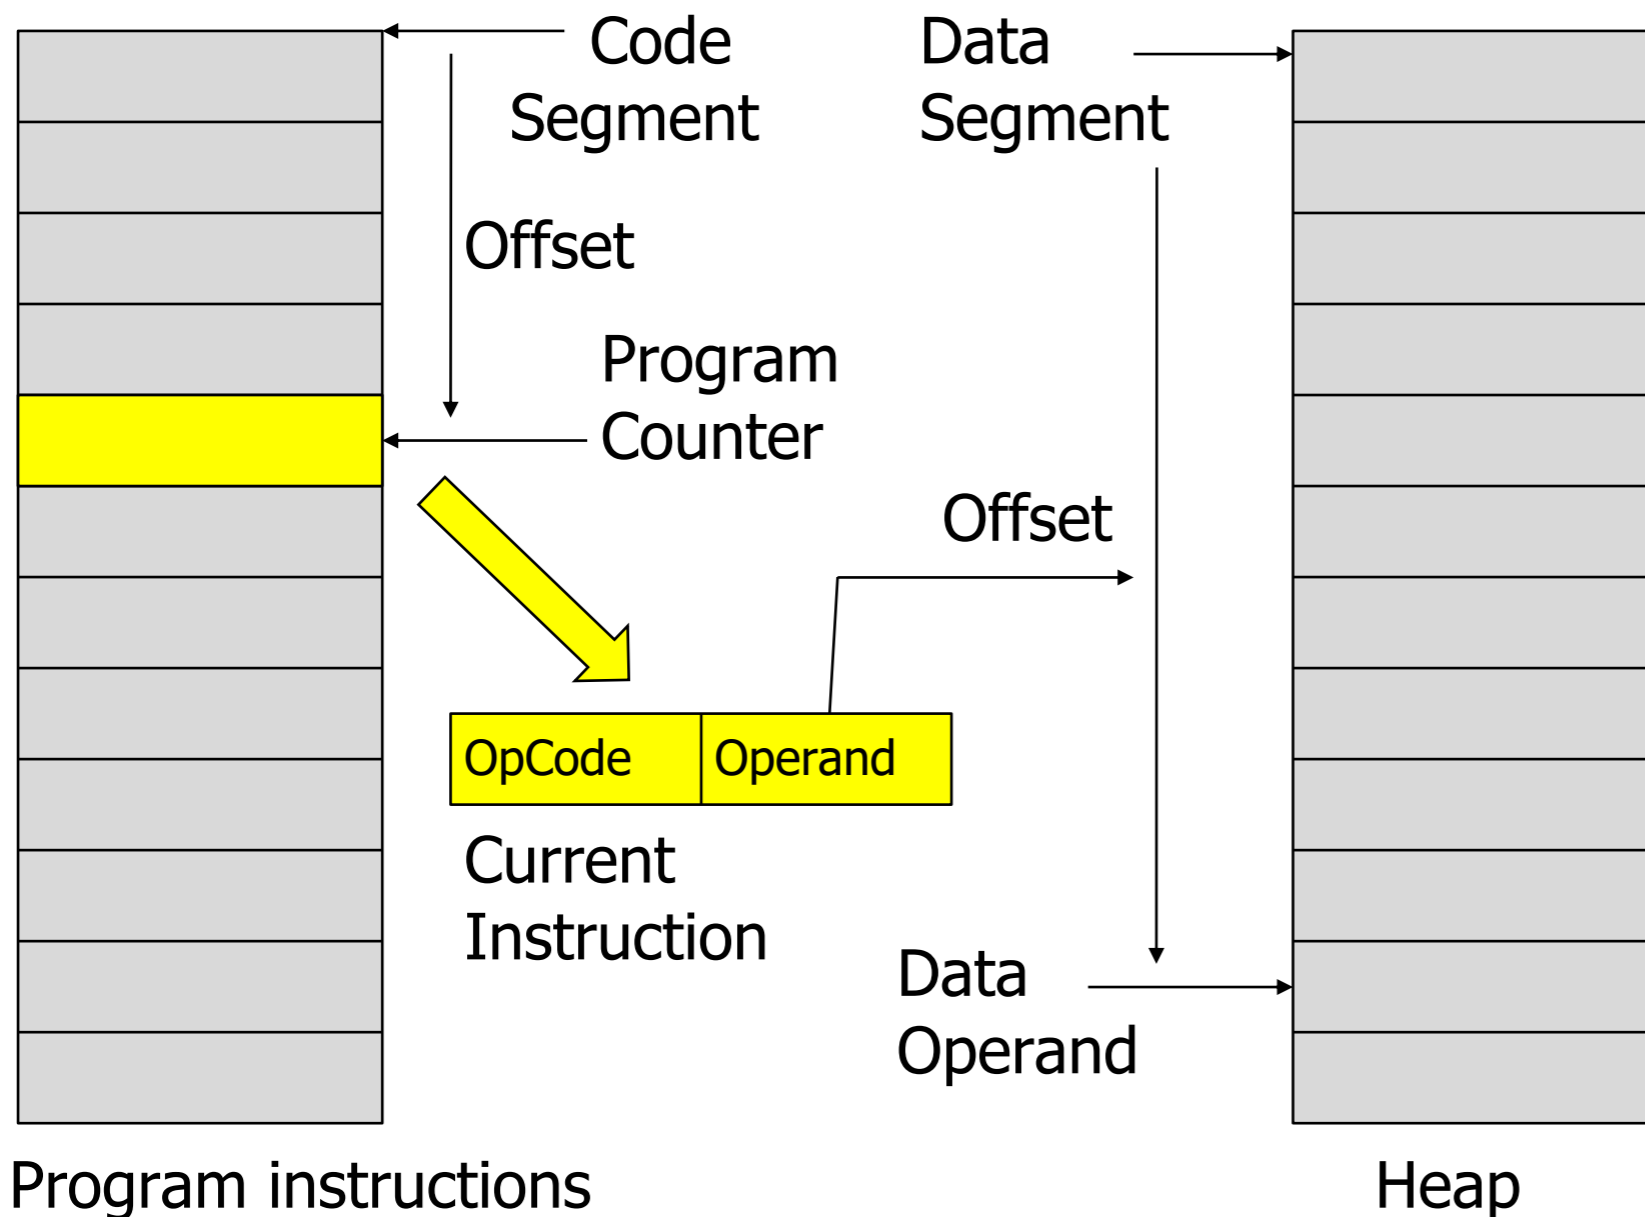 Code
Segment
Data
Segment
Offset
Program
Counter
Offset
OpCode
Operand
Current
Instruction
Data
Operand
Program instructions
Heap